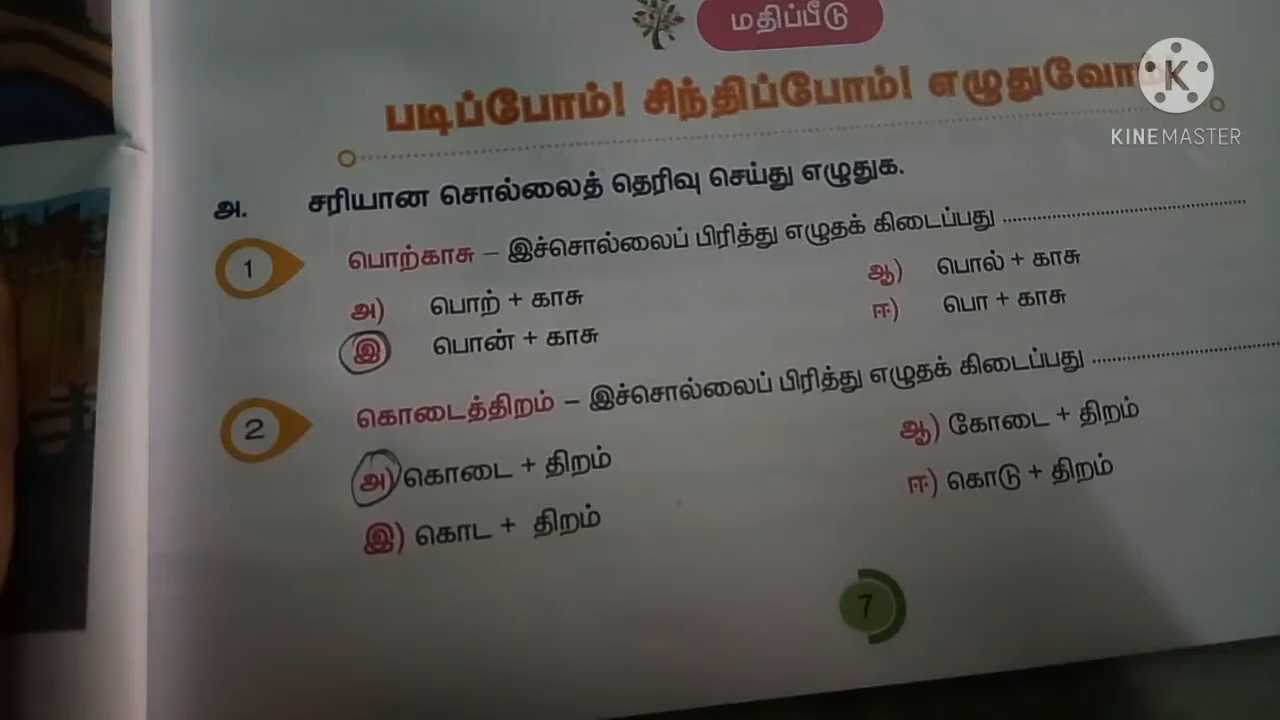 மதிப்பீடு
படிப்போம்! சிந்திப்போம்! எழுதுவோம்
KINEMASTER
அ. சரியான சொல்லைத் தெரிவு செய்து எழுதுக.
1 பொற்காசு – இச்சொல்லைப் பிரித்து எழுதக் கிடைப்பது ....................
அ) பொற் + காசு ஆ) பொல் + காசு
இ பொன் + காசு ஈ) பொ + காசு
2 கொடைத்திறம் – இச்சொல்லைப் பிரித்து எழுதக் கிடைப்பது ....................
அ) கொடை + திறம் ஆ) கோடை + திறம்
இ) கொட + திறம் ஈ) கொடு + திறம்
7